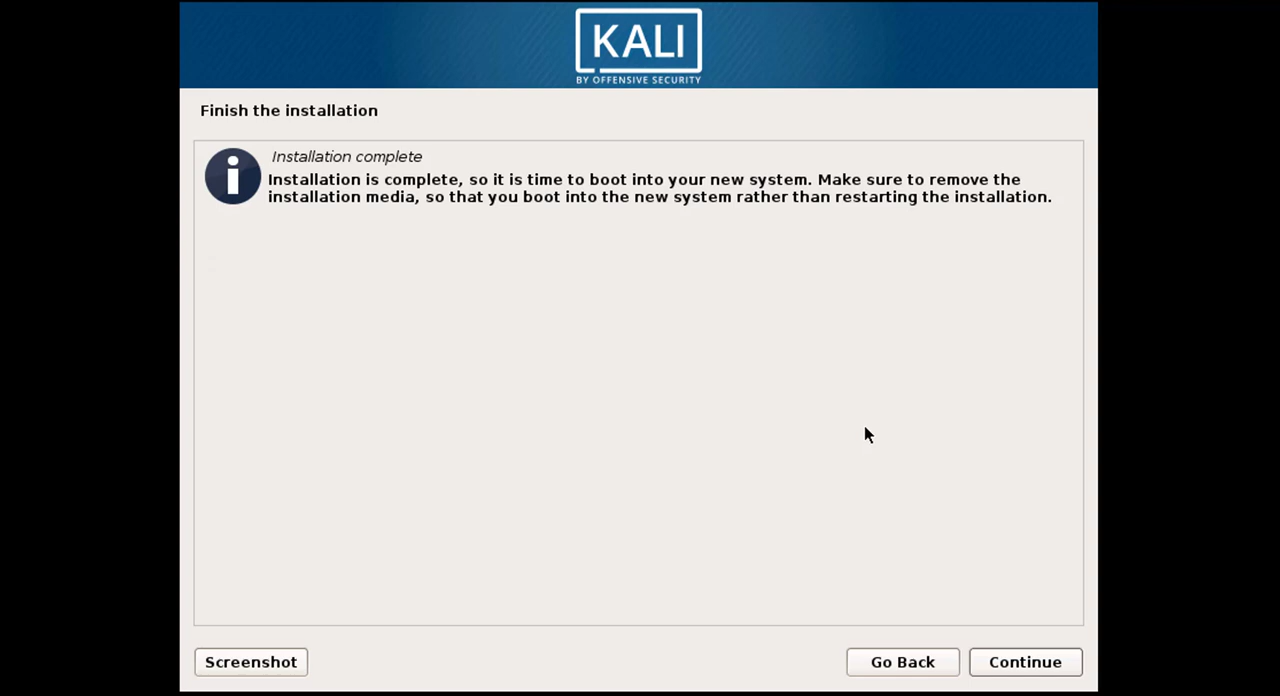 KALI
BY OFFENSIVE SECURITY
Finish the installation
Installation complete
Installation is complete, so it is time to boot into your new system. Make sure to remove the
installation media, so that you boot into the new system rather than restarting the installation.
Screenshot
Go Back
Continue